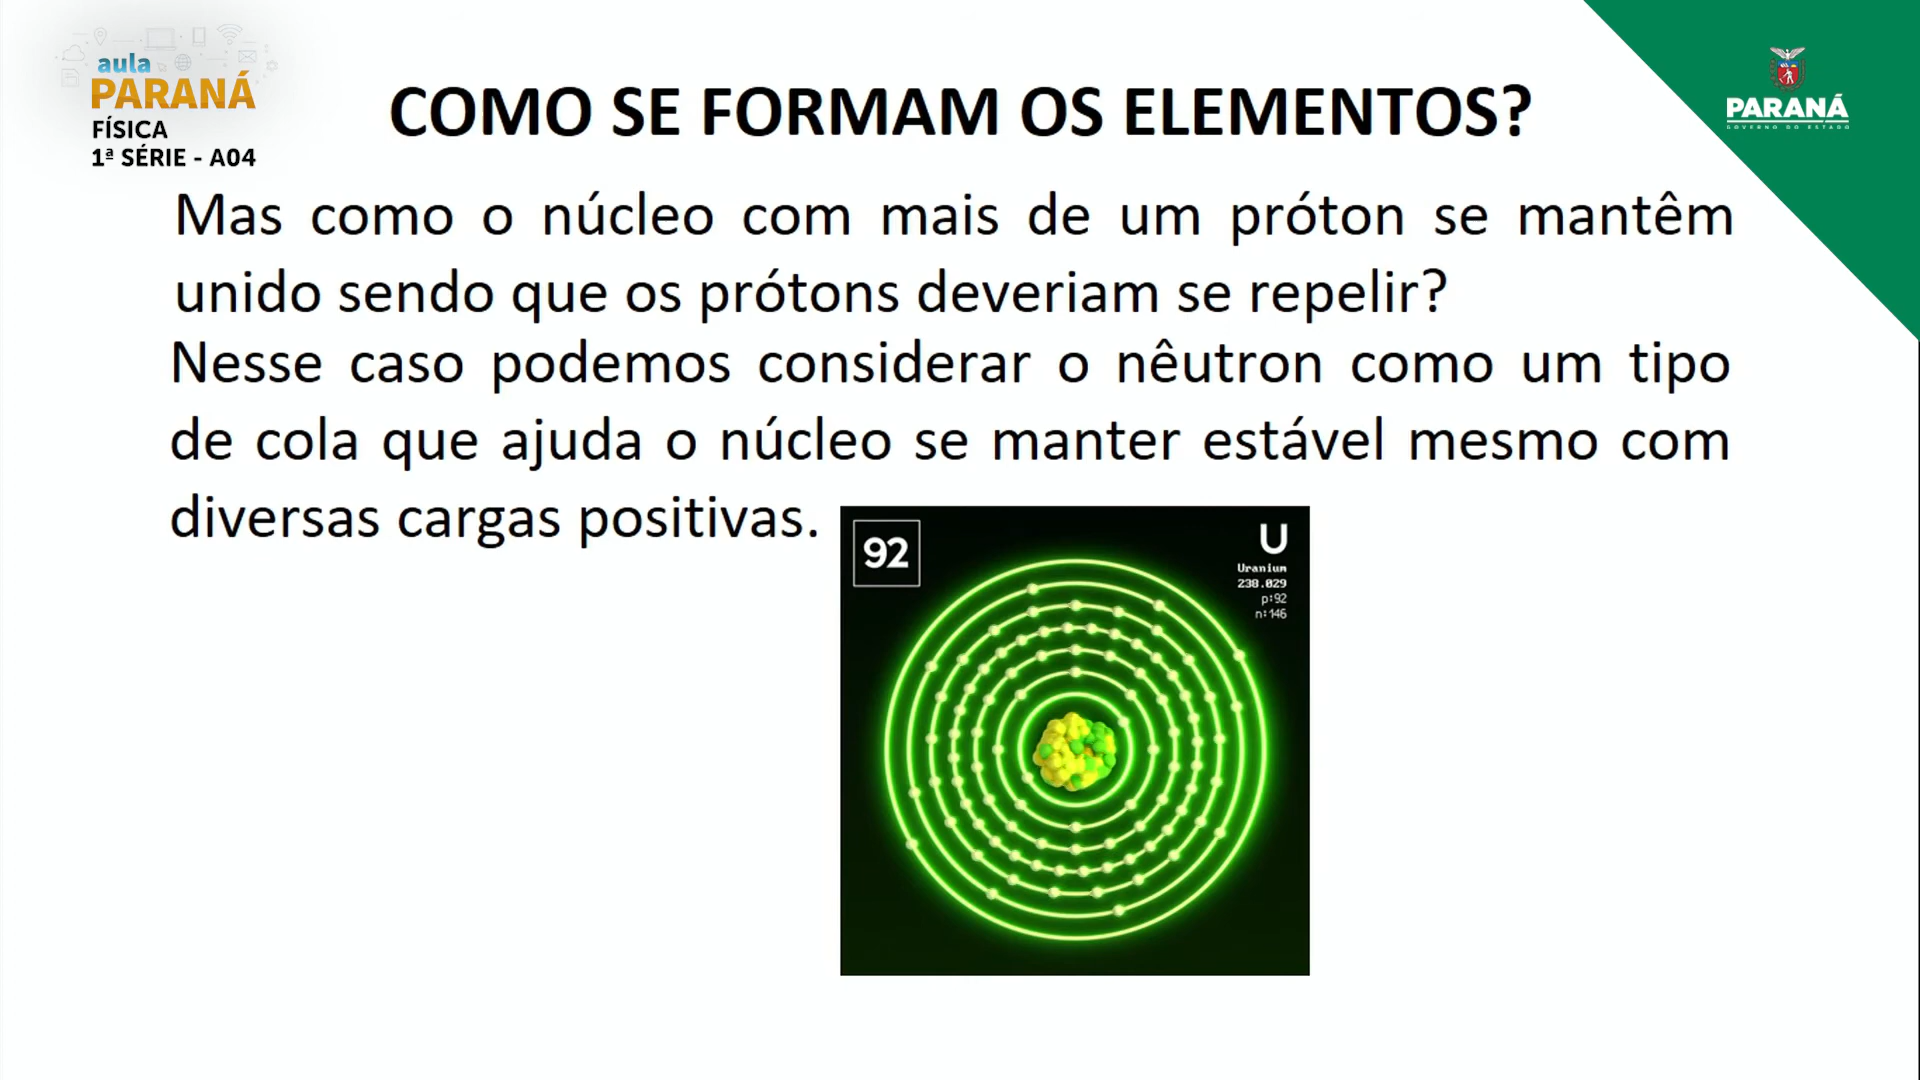 aula
PARANÁ
FÍSICA
1ª SÉRIE - A04
COMO SE FORMAM OS ELEMENTOS?
PARANÁ
GOVERNO DO ESTADO
Mas como o núcleo com mais de um próton se mantêm
unido sendo que os prótons deveriam se repelir?
Nesse caso podemos considerar o nêutron como um tipo
de cola que ajuda o núcleo se manter estável mesmo com
diversas cargas positivas.
92
U
Uranium
238.029
p:92
n:146